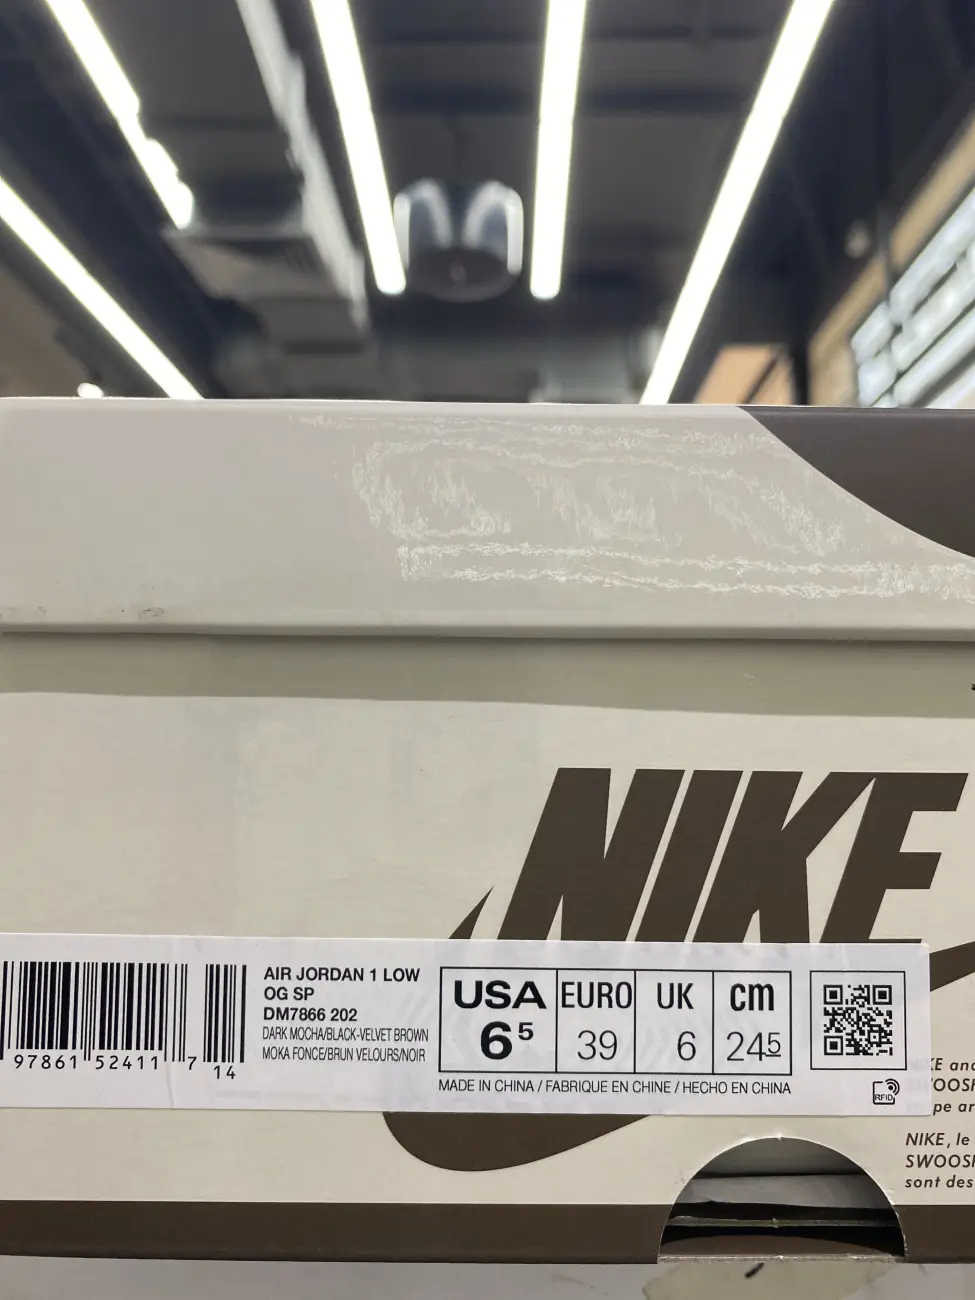 NIKE
AIR JORDAN 1 LOW
OG SP
DM7866 202
DARK MOCHA/BLACK-VELVET BROWN
MOKA FONCE/BRUN VELOURS/NOIR
97861 52411 7
14
USA EURO UK cm
6⁵ 39 6 24⁵
MADE IN CHINA / FABRIQUE EN CHINE / HECHO EN CHINA
RFID
NIKE, le
sont des